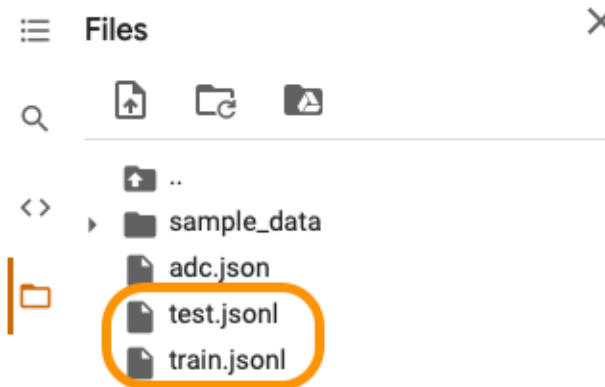 Files
..
sample_data
adc.json
test.jsonl
train.jsonl